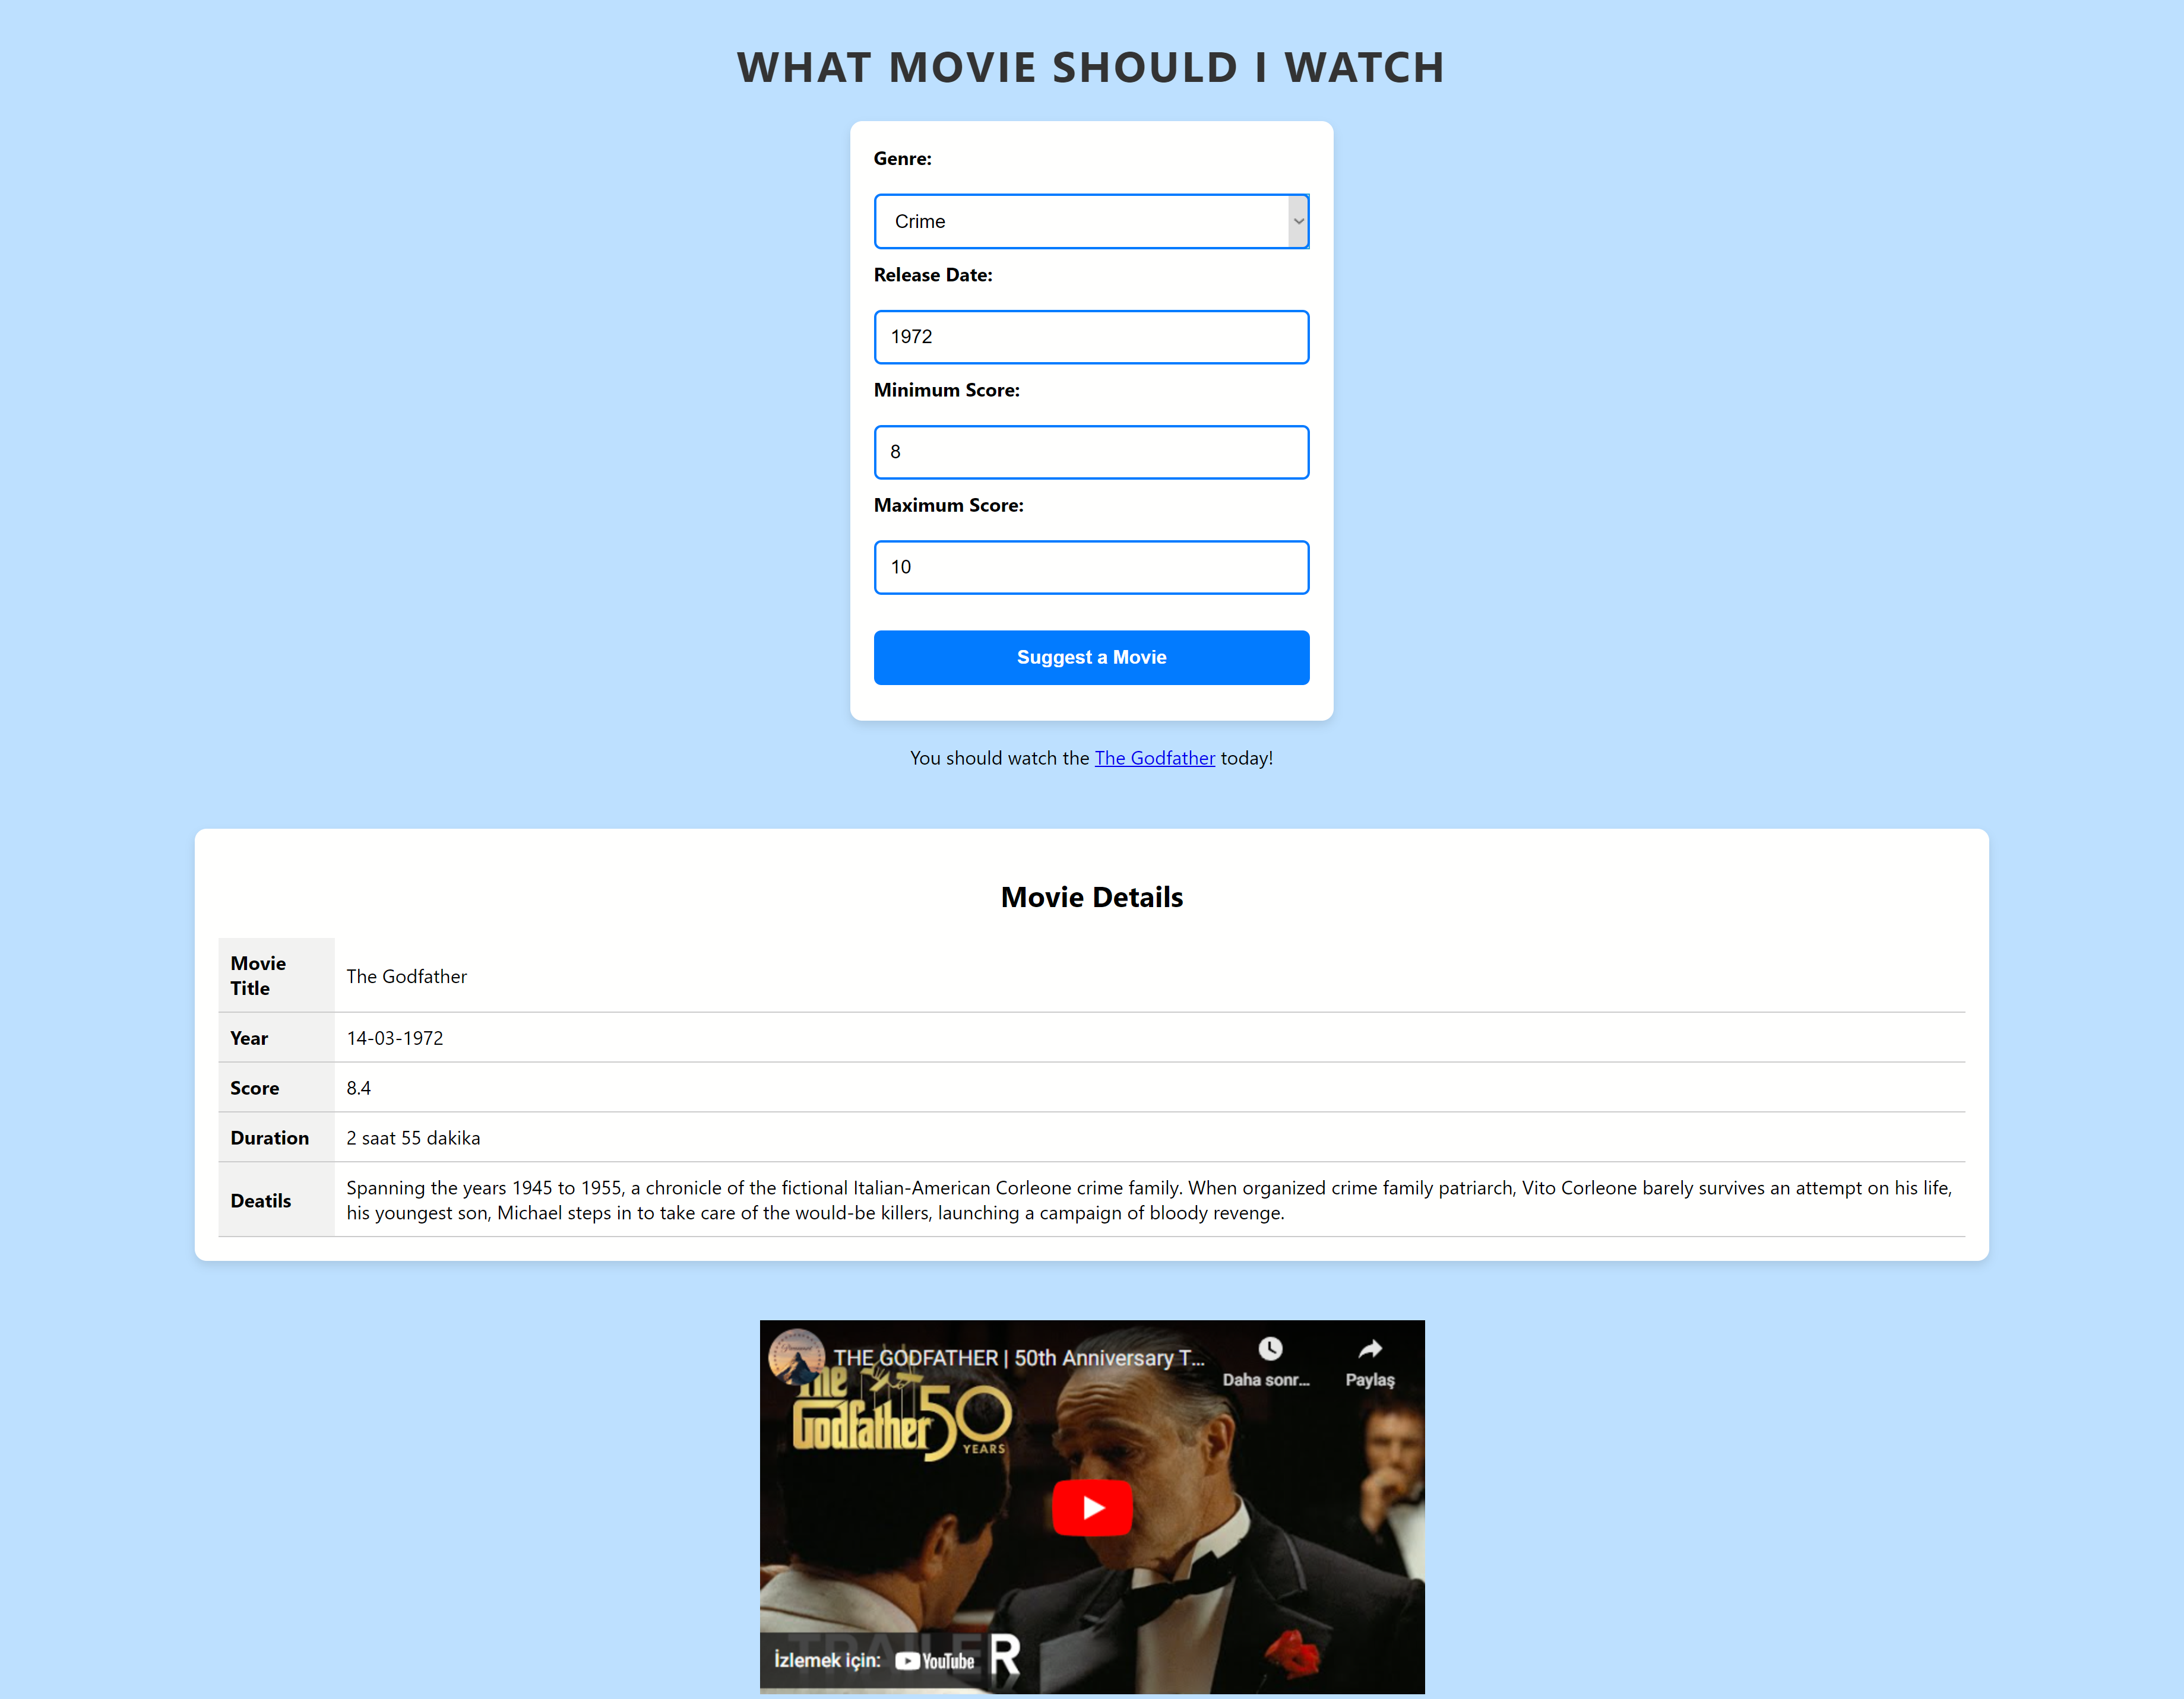 WHAT MOVIE SHOULD I WATCH
Genre:
Crime
Release Date:
1972
Minimum Score:
8
Maximum Score:
10
Suggest a Movie
You should watch the The Godfather today!
Movie Details
Movie
Title
The Godfather
Year
14-03-1972
Score
8.4
Duration
2 saat 55 dakika
Deatils
Spanning the years 1945 to 1955, a chronicle of the fictional Italian-American Corleone crime family. When organized crime family patriarch, Vito Corleone barely survives an attempt on his life,
his youngest son, Michael steps in to take care of the would-be killers, launching a campaign of bloody revenge.
THE GODFATHER | 50th Anniversary T...
Daha sonr...
Paylaş
The
Godfather 50
YEARS
TRAILER
İzlemek için: YouTube